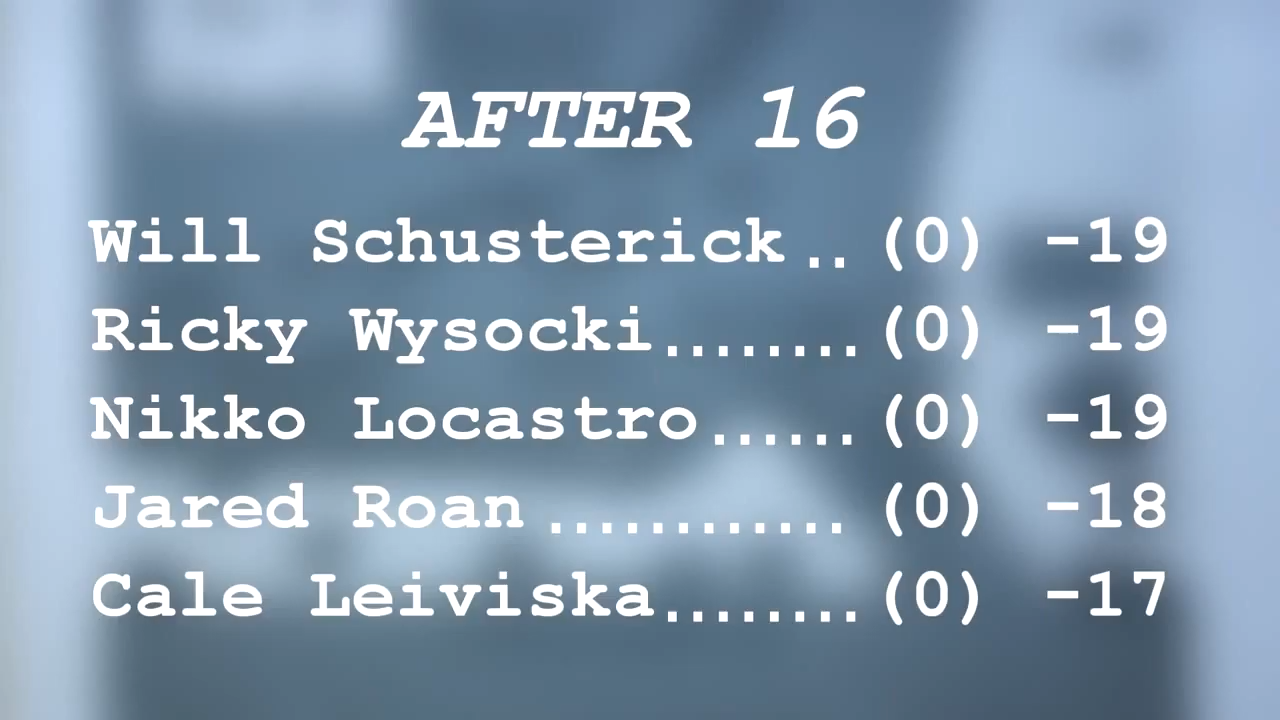 AFTER 16
Will Schusterick .. (0) -19
Ricky Wysocki........ (0) -19
Nikko Locastro...... (0) -19
Jared Roan ............ (0) -18
Cale Leiviska........ (0) -17